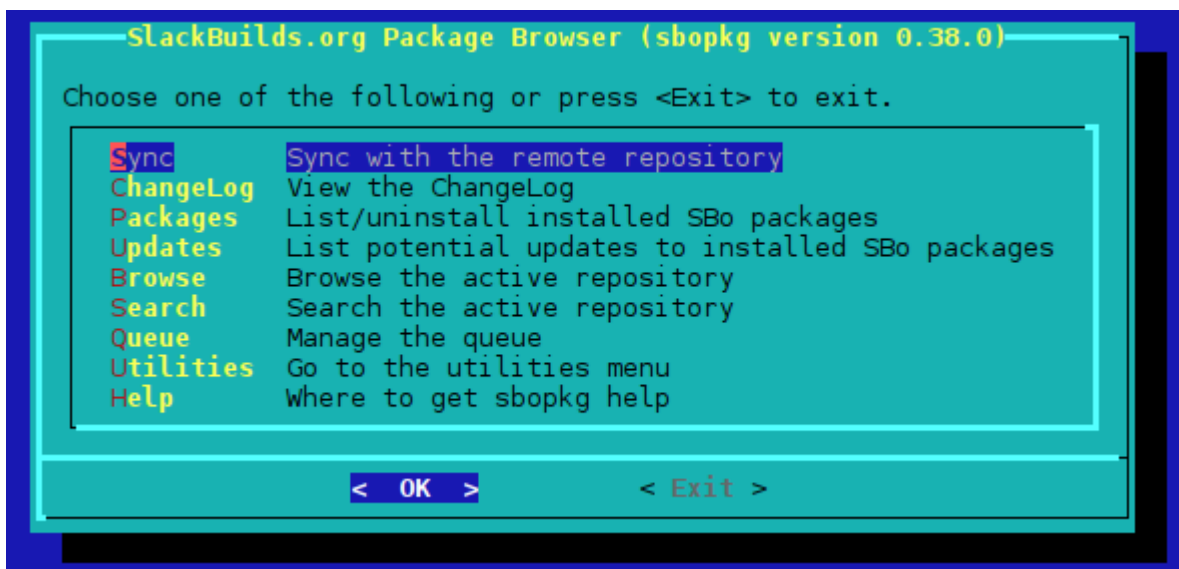 SlackBuilds.org Package Browser (sbopkg version 0.38.0)
Choose one of the following or press <Exit> to exit.
Sync Sync with the remote repository
ChangeLog View the ChangeLog
Packages List/uninstall installed SBo packages
Updates List potential updates to installed SBo packages
Browse Browse the active repository
Search Search the active repository
Queue Manage the queue
Utilities Go to the utilities menu
Help Where to get sbopkg help
< OK > < Exit >